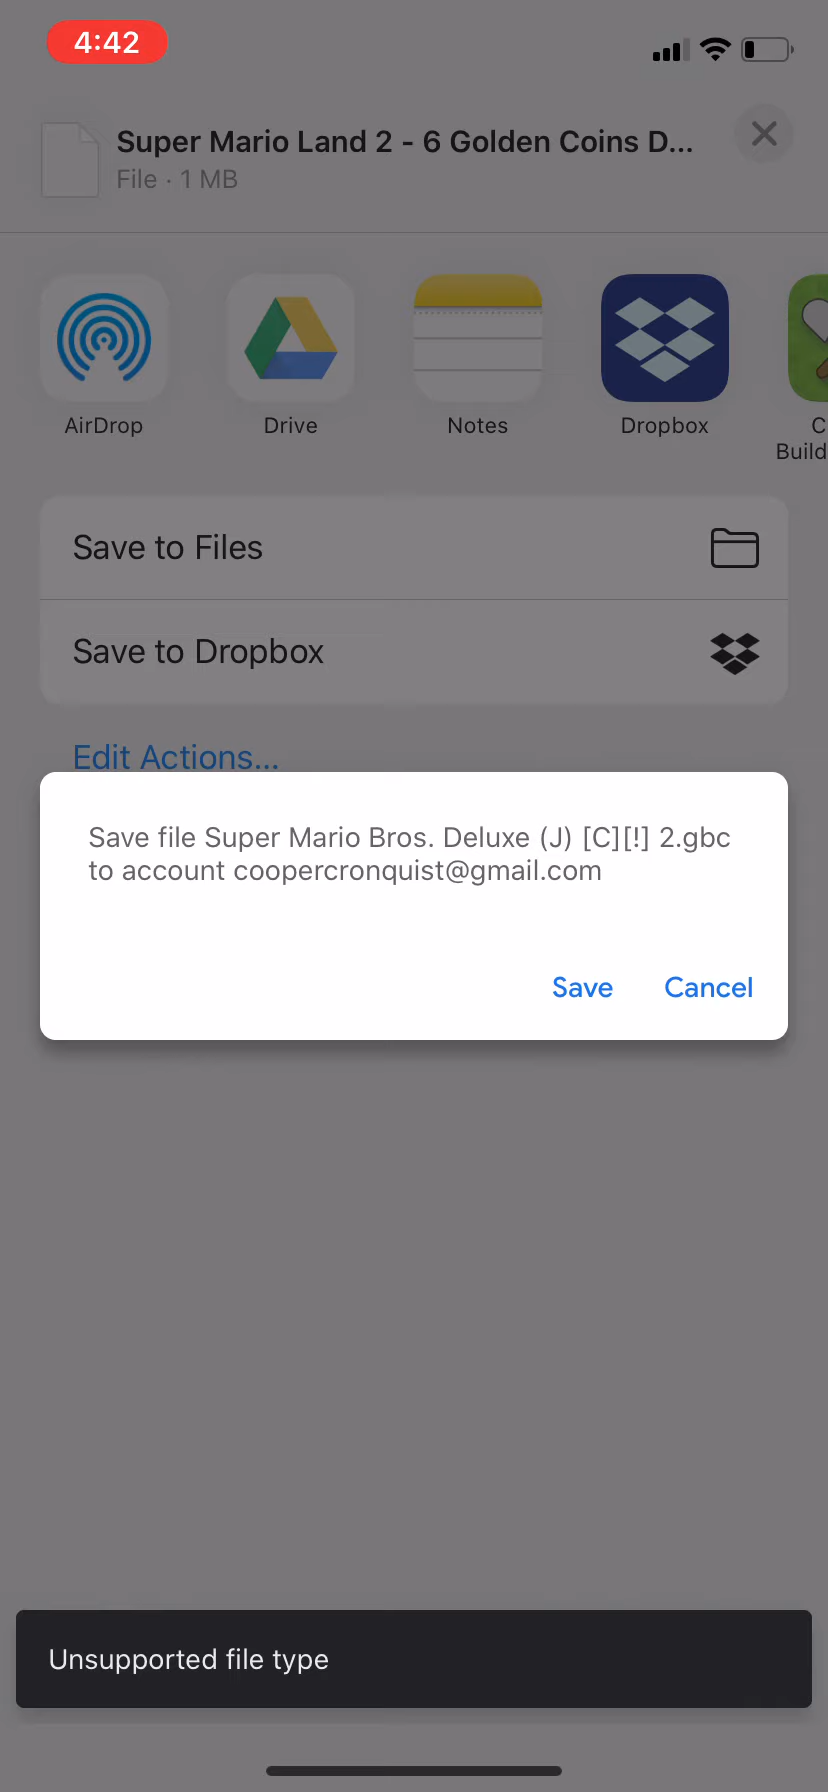 4:42
Super Mario Land 2 - 6 Golden Coins D...
File · 1 MB
AirDrop
Drive
Notes
Dropbox
C
Build
Save to Files
Save to Dropbox
Edit Actions...
Save file Super Mario Bros. Deluxe (J) [C][!] 2.gbc
to account coopercronquist@gmail.com
Save
Cancel
Unsupported file type